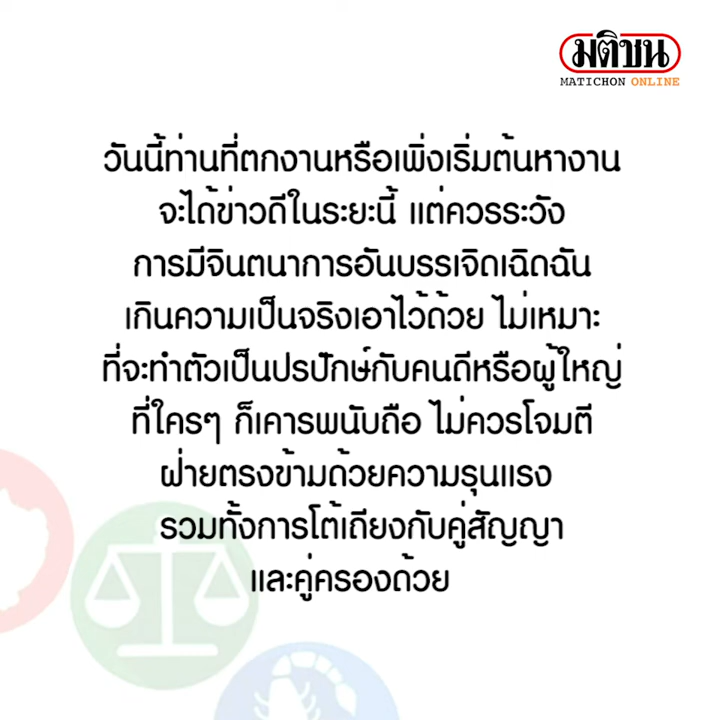 มติชน
MATICHON ONLINE
วันนี้ท่านที่ตกงานหรือเพิ่งเริ่มต้นหางาน
จะได้ข่าวดีในระยะนี้ แต่ควรระวัง
การมีจินตนาการอันบรรเจิดเฉิดฉัน
เกินความเป็นจริงเอาไว้ด้วย ไม่เหมาะ
ที่จะทำตัวเป็นปรปักษ์กับคนดีหรือผู้ใหญ่
ที่ใครๆ ก็เคารพนับถือ ไม่ควรโจมตี
ฝ่ายตรงข้ามด้วยความรุนแรง
รวมทั้งการโต้เถียงกับคู่สัญญา
และคู่ครองด้วย